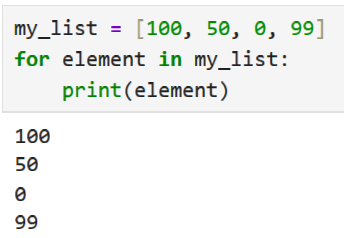 my_list = [100, 50, 0, 99]
for element in my_list:
    print(element)
100
50
0
99